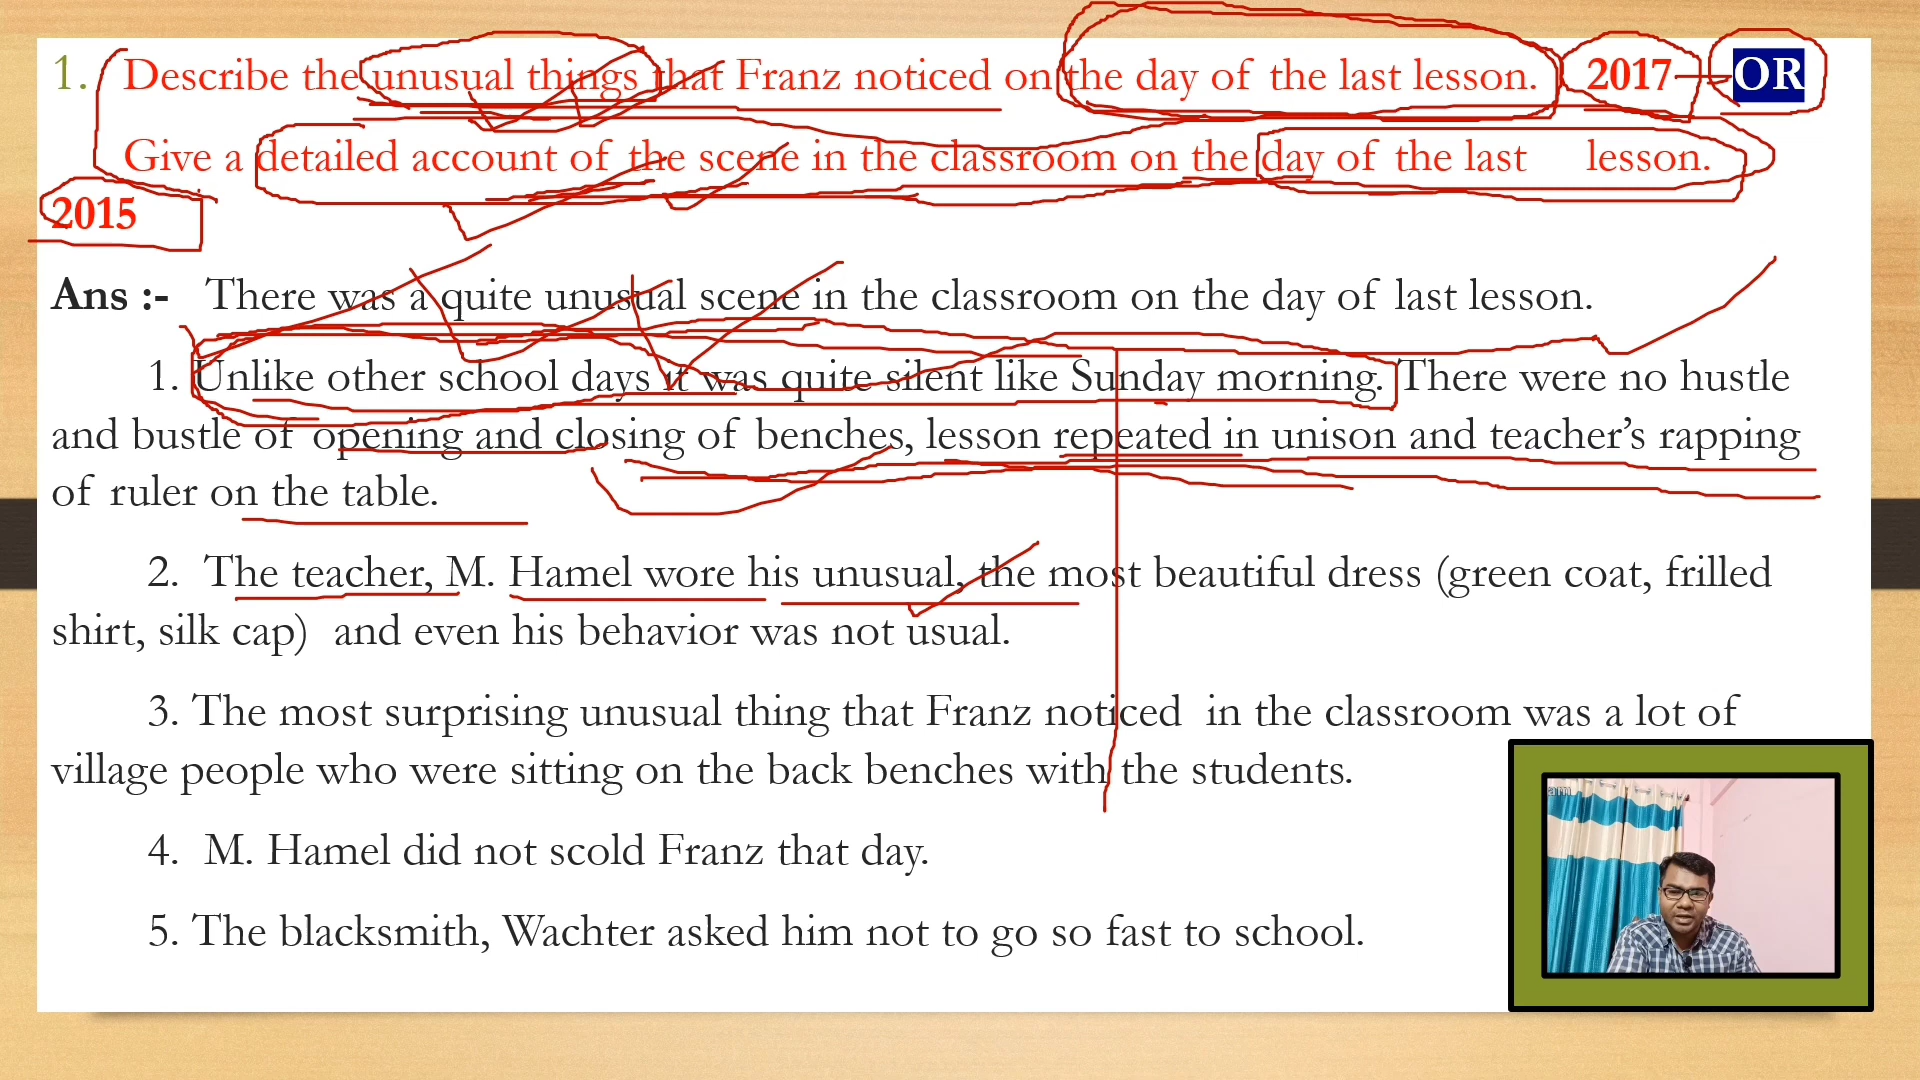 1. Describe the unusual things that Franz noticed on the day of the last lesson. 2017 OR
Give a detailed account of the scene in the classroom on the day of the last lesson.
2015
Ans :- There was a quite unusual scene in the classroom on the day of last lesson.
1. Unlike other school days it was quite silent like Sunday morning. There were no hustle
and bustle of opening and closing of benches, lesson repeated in unison and teacher’s rapping
of ruler on the table.
2. The teacher, M. Hamel wore his unusual, the most beautiful dress (green coat, frilled
shirt, silk cap) and even his behavior was not usual.
3. The most surprising unusual thing that Franz noticed in the classroom was a lot of
village people who were sitting on the back benches with the students.
4. M. Hamel did not scold Franz that day.
5. The blacksmith, Wachter asked him not to go so fast to school.